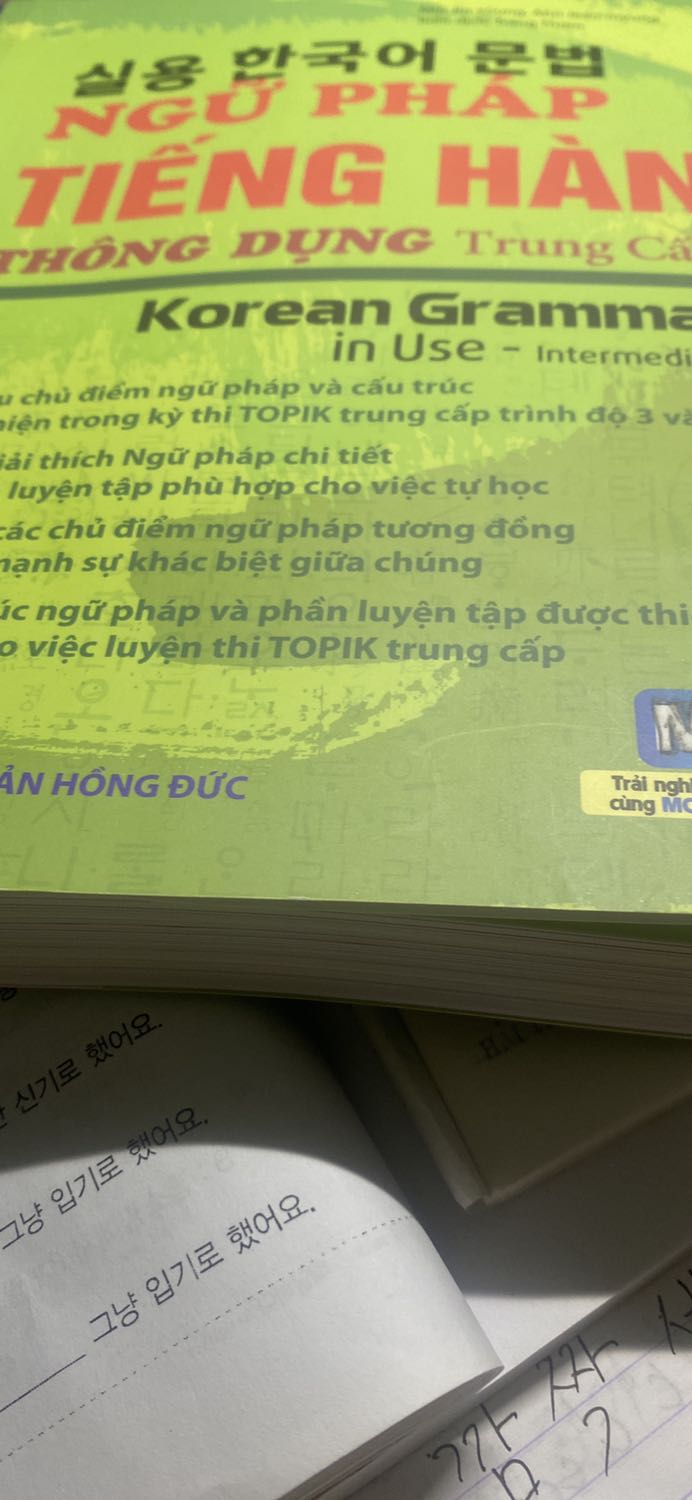 실용 한국어 문법
NGỮ PHÁP
TIẾNG HÀN
THÔNG DỤNG Trung Cấ
Korean Gramma
in Use - Intermedi
u chủ điểm ngữ pháp và cấu trúc
hiện trong kỳ thi TOPIK trung cấp trình độ 3 và
iải thích Ngữ pháp chi tiết
luyện tập phù hợp cho việc tự học
các chủ điểm ngữ pháp tương đồng
mạnh sự khác biệt giữa chúng
úc ngữ pháp và phần luyện tập được thi
o việc luyện thi TOPIK trung cấp
ẢN HỒNG ĐỨC
Trải ngh
cùng MC
신기로 했어요.
그냥 입기로 했어요.
그냥 입기로 했어요.